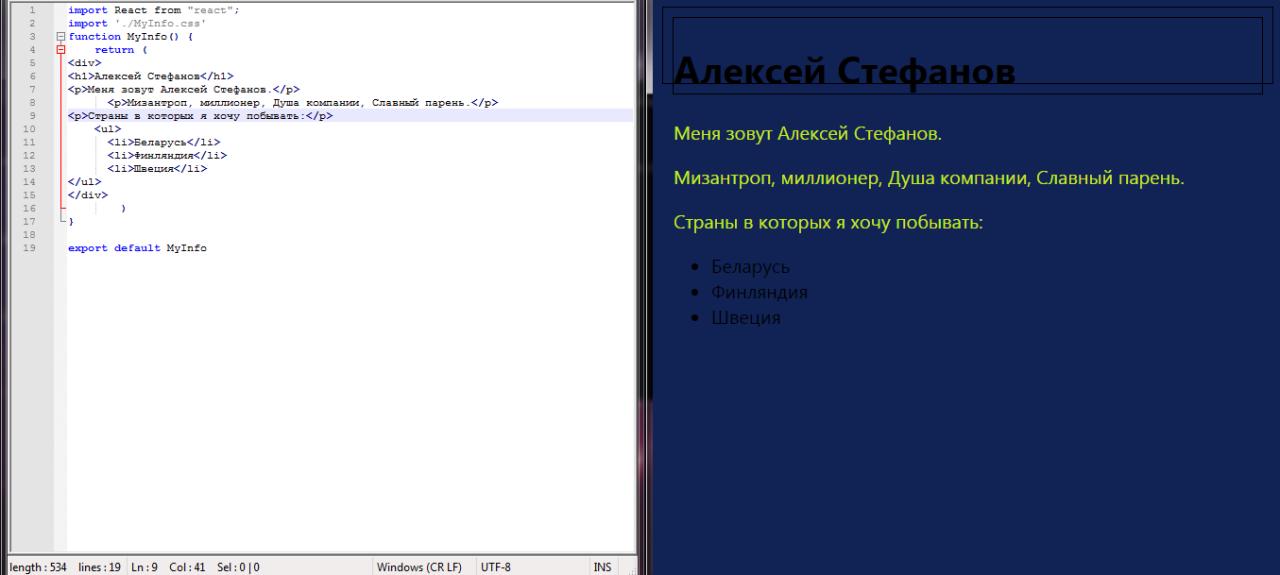 1 import React from "react";
2 import './MyInfo.css'
3 function MyInfo() {
4 return (
5 <div>
6 <h1>Алексей Стефанов</h1>
7 <p>Меня зовут Алексей Стефанов.</p>
8 <p>Мизантроп, миллионер, Душа компании, Славный парень.</p>
9 <p>Страны в которых я хочу побывать:</p>
10 <ul>
11 <li>Беларусь</li>
12 <li>Финляндия</li>
13 <li>Швеция</li>
14 </ul>
15 </div>
16 )
17 }
18
19 export default MyInfo
length : 534 lines : 19 Ln : 9 Col : 41 Sel : 0 | 0 Windows (CR LF) UTF-8 INS
Алексей Стефанов
Меня зовут Алексей Стефанов.
Мизантроп, миллионер, Душа компании, Славный парень.
Страны в которых я хочу побывать:
• Беларусь
• Финляндия
• Швеция